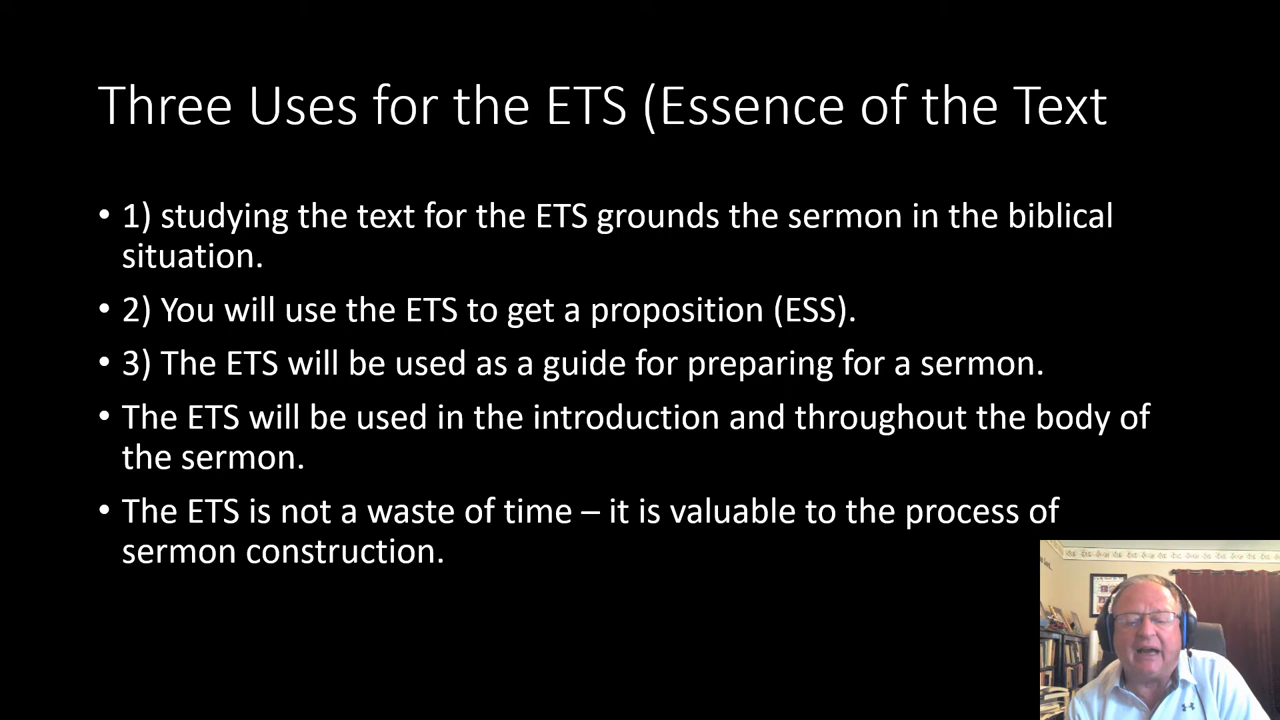 Three Uses for the ETS (Essence of the Text
• 1) studying the text for the ETS grounds the sermon in the biblical
situation.
• 2) You will use the ETS to get a proposition (ESS).
• 3) The ETS will be used as a guide for preparing for a sermon.
• The ETS will be used in the introduction and throughout the body of
the sermon.
• The ETS is not a waste of time – it is valuable to the process of
sermon construction.